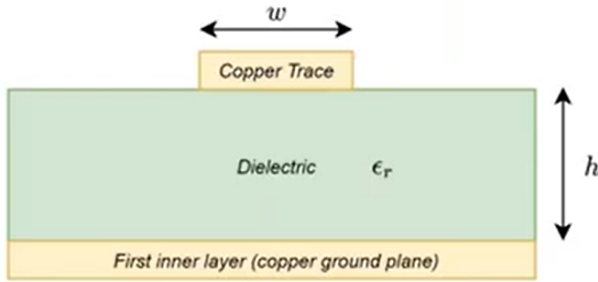 w
Copper Trace
Dielectric ϵr
h
First inner layer (copper ground plane)